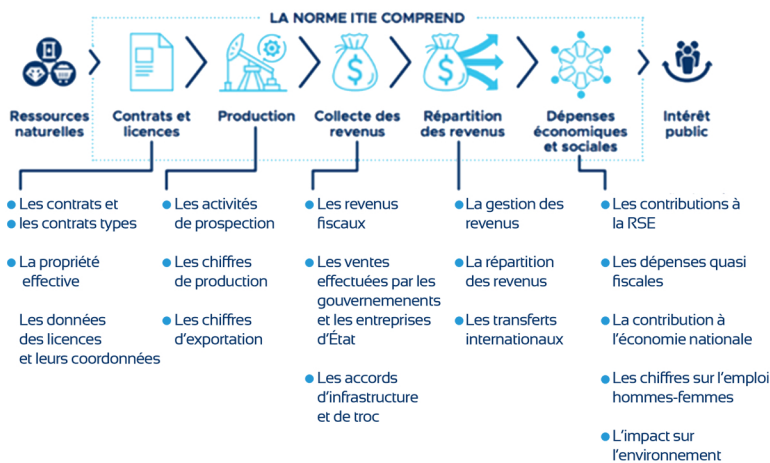 LA NORME ITIE COMPREND
Ressources
naturelles
Contrats et
licences
Production
Collecte des
revenus
Répartition
des revenus
Dépenses
économiques
et sociales
Intérêt
public
Les contrats et
les contrats types
La propriété
effective
Les données
des licences
et leurs coordonnées
Les activités
de prospection
Les chiffres
de production
Les chiffres
d'exportation
Les revenus
fiscaux
Les ventes
effectuées par les
gouvernemenents
et les entreprises
d'État
Les accords
d'infrastructure
et de troc
La gestion des
revenus
La répartition
des revenus
Les transferts
internationaux
Les contributions à
la RSE
Les dépenses quasi
fiscales
La contribution à
l'économie nationale
Les chiffres sur l'emploi
hommes-femmes
L'impact sur
l'environnement